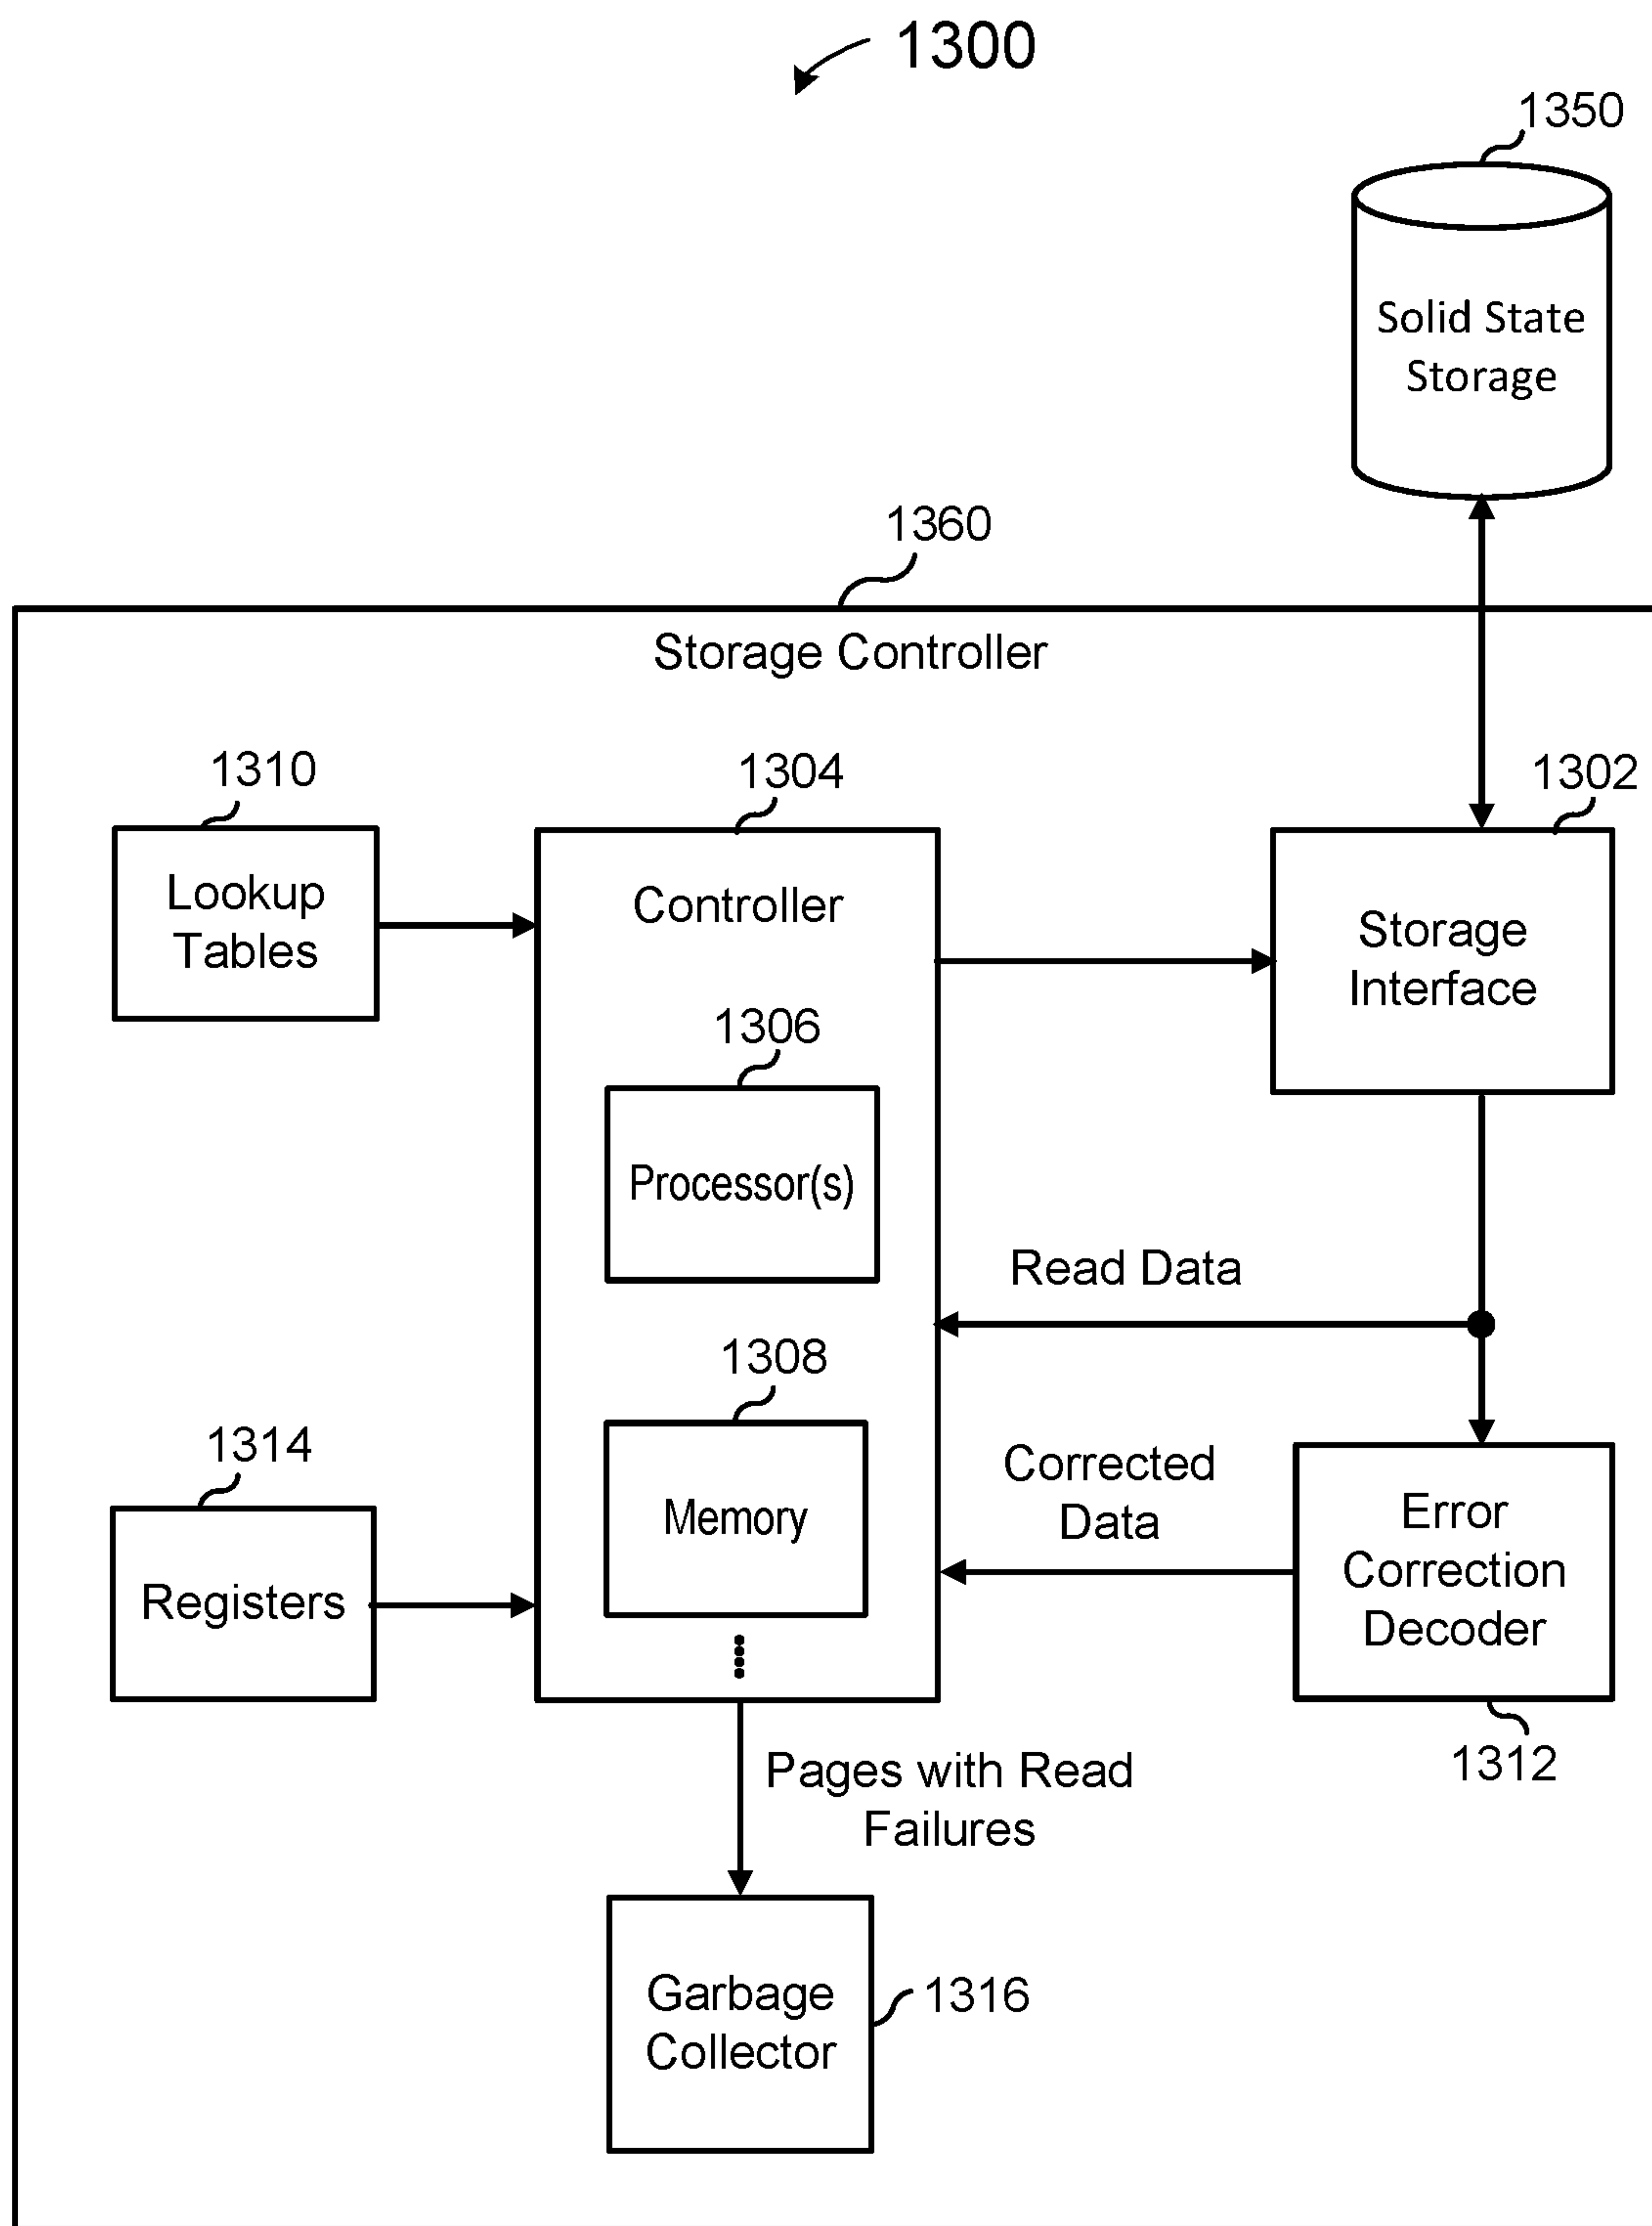 1300
1350
Solid State
Storage
1360
Storage Controller
1310
1304
1302
Lookup
Tables
Controller
Storage
Interface
1306
Processor(s)
Read Data
1308
Memory
1314
Registers
Corrected
Data
Error
Correction
Decoder
1312
Pages with Read
Failures
Garbage
Collector
1316